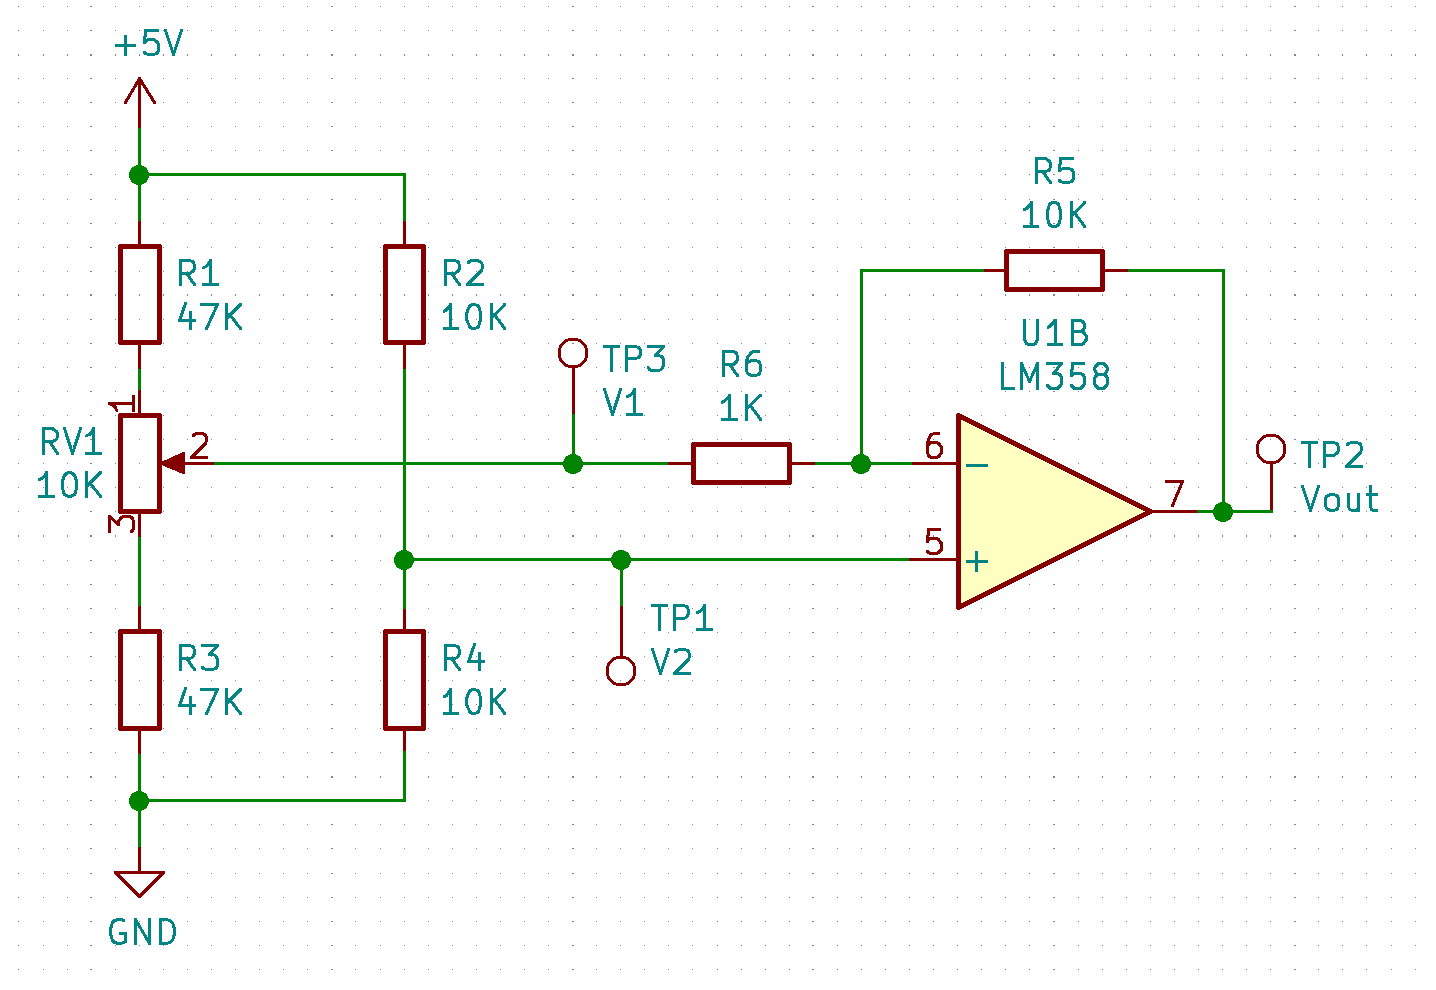 +5V
R1
47K
R2
10K
RV1
10K
1
2
3
R3
47K
R4
10K
GND
TP3
V1
TP1
V2
R6
1K
R5
10K
U1B
LM358
6
−
5
+
7
TP2
Vout